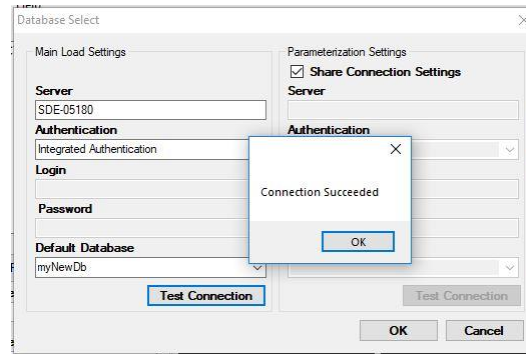 Database Select
Main Load Settings
Server
SDE-05180
Authentication
Integrated Authentication
Login
Password
Default Database
myNewDb
Test Connection
Parameterization Settings
Share Connection Settings
Server
Authentication
Test Connection
Connection Succeeded
OK
OK
Cancel